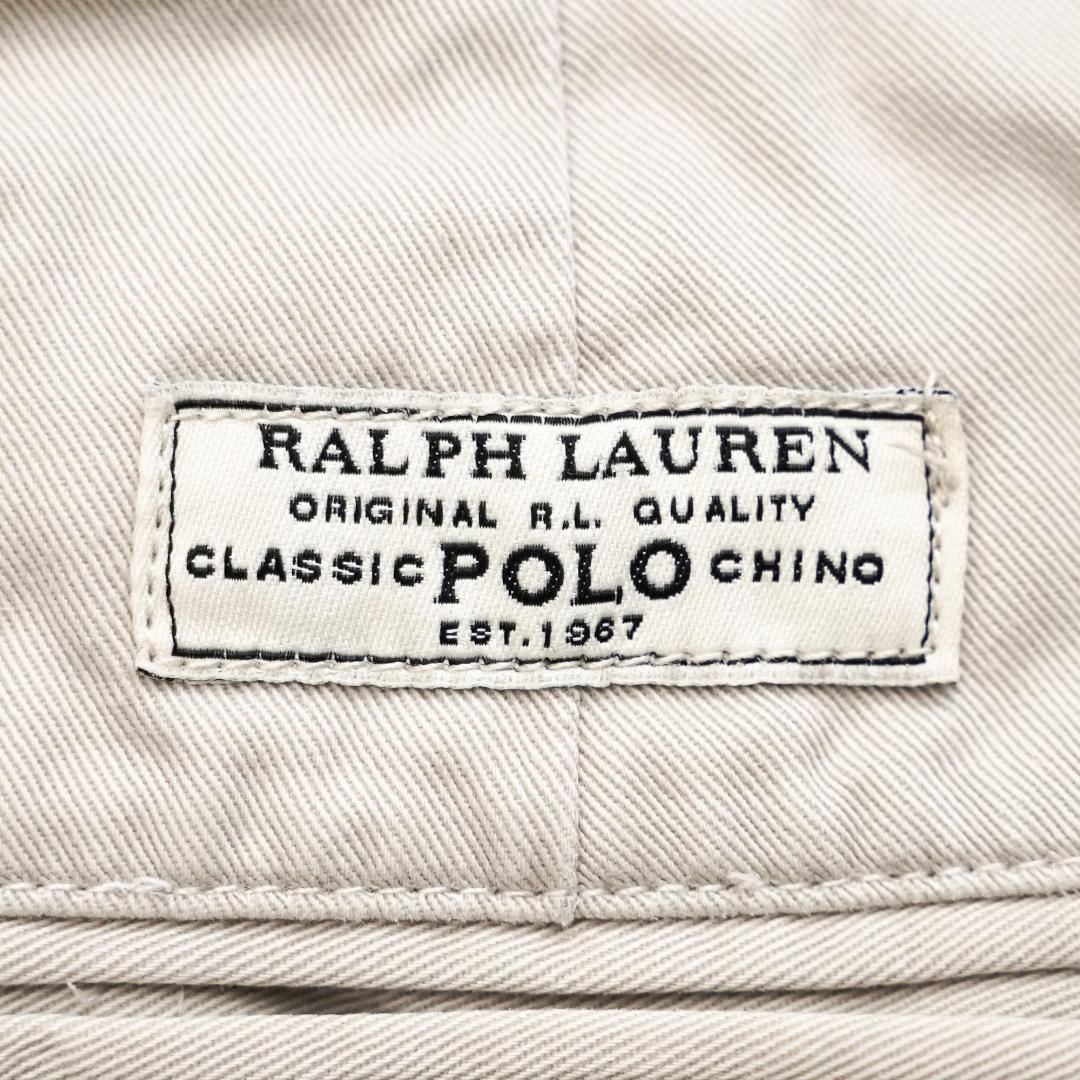 RALPH LAUREN
ORIGINAL R.L. QUALITY
CLASSIC POLO CHINO
EST. 1967